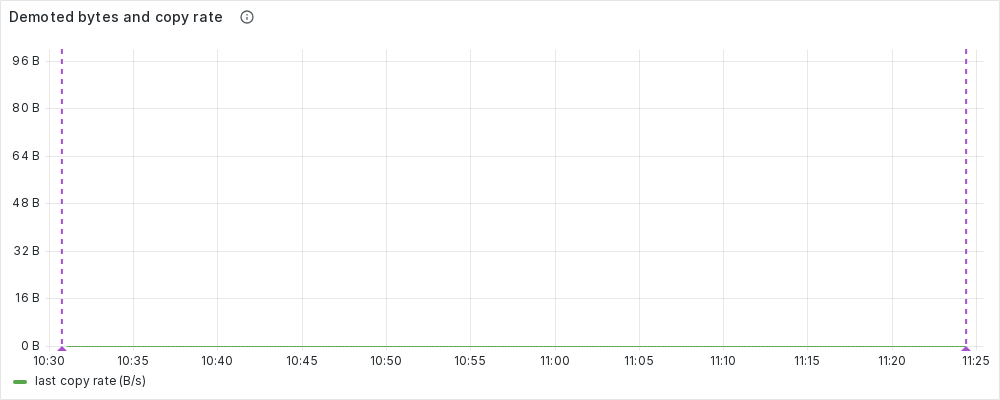 Demoted bytes and copy rate
96 B
80 B
64 B
48 B
32 B
16 B
0 B
10:30 10:35 10:40 10:45 10:50 10:55 11:00 11:05 11:10 11:15 11:20 11:25
last copy rate (B/s)